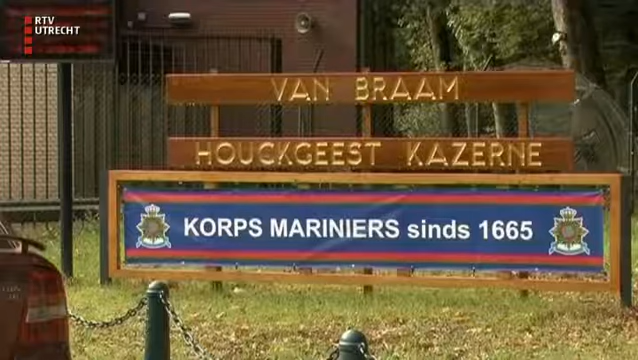 RTV
UTRECHT
VAN BRAAM
HOUCKGEEST KAZERNE
KORPS MARINIERS sinds 1665